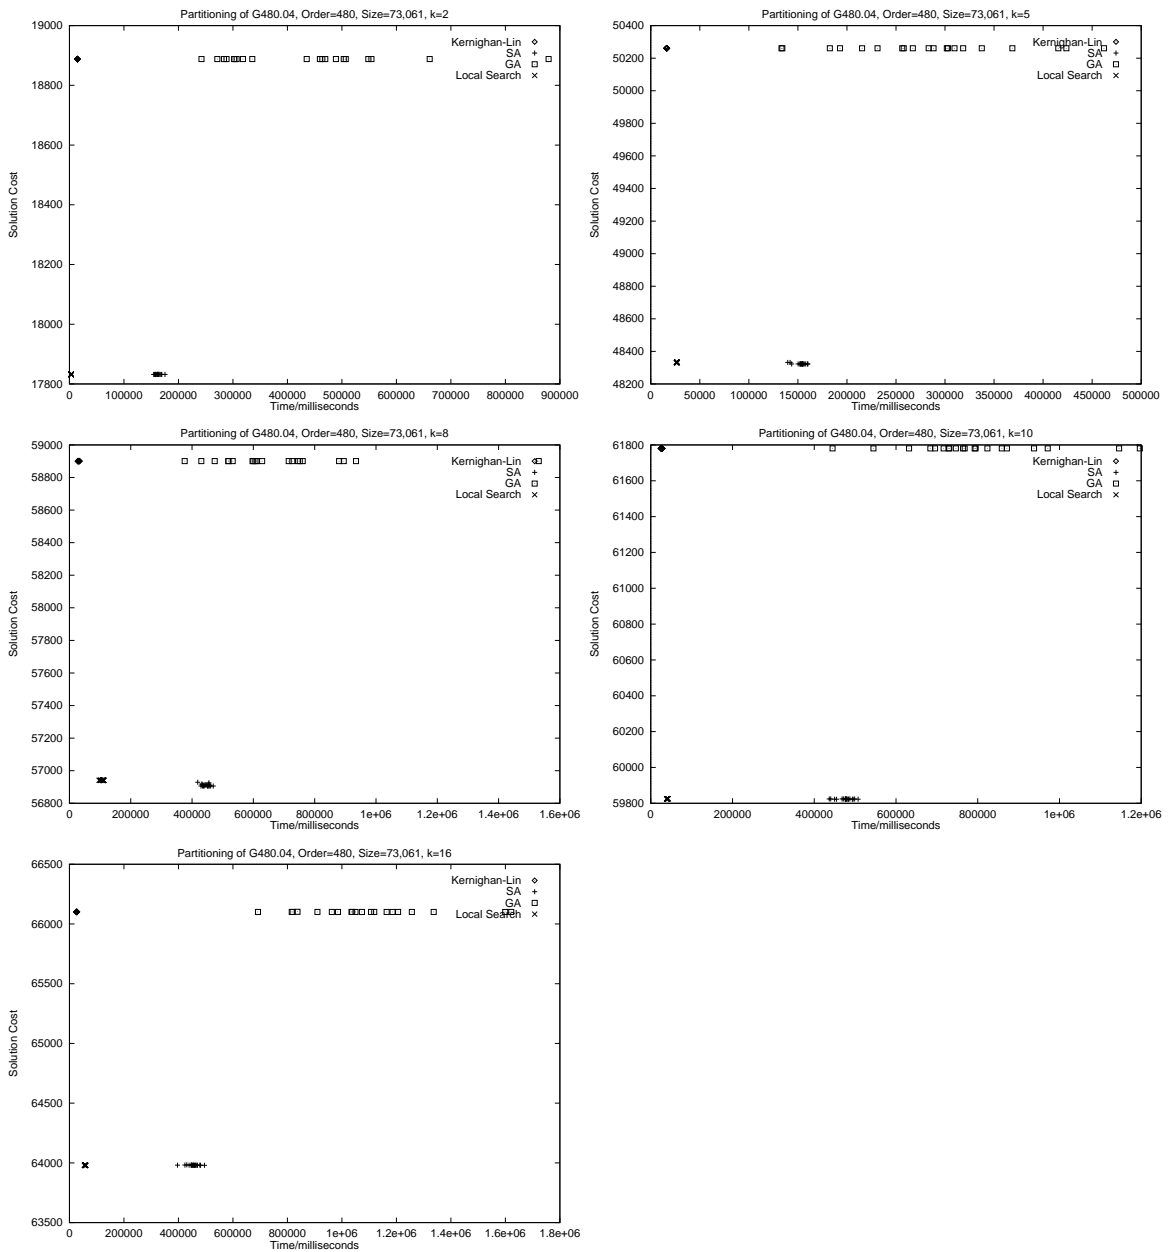 Partitioning of G480.04, Order=480, Size=73,061, k=2
19000
18800
18600
18400
18200
18000
17800
Solution Cost
Kernighan-Lin
SA
GA
Local Search
0 100000 200000 300000 400000 500000 600000 700000 800000 900000
Time/milliseconds
Partitioning of G480.04, Order=480, Size=73,061, k=5
50400
50200
50000
49800
49600
49400
49200
49000
48800
48600
48400
48200
Solution Cost
Kernighan-Lin
SA
GA
Local Search
0 50000 100000 150000 200000 250000 300000 350000 400000 450000 500000
Time/milliseconds
Partitioning of G480.04, Order=480, Size=73,061, k=8
59000
58800
58600
58400
58200
58000
57800
57600
57400
57200
57000
56800
Solution Cost
Kernighan-Lin
SA
GA
Local Search
0 200000 400000 600000 800000 1e+06 1.2e+06 1.4e+06 1.6e+06
Time/milliseconds
Partitioning of G480.04, Order=480, Size=73,061, k=10
61800
61600
61400
61200
61000
60800
60600
60400
60200
60000
59800
Solution Cost
Kernighan-Lin
SA
GA
Local Search
0 200000 400000 600000 800000 1e+06 1.2e+06
Time/milliseconds
Partitioning of G480.04, Order=480, Size=73,061, k=16
66500
66000
65500
65000
64500
64000
63500
Solution Cost
Kernighan-Lin
SA
GA
Local Search
0 200000 400000 600000 800000 1e+06 1.2e+06 1.4e+06 1.6e+06 1.8e+06
Time/milliseconds